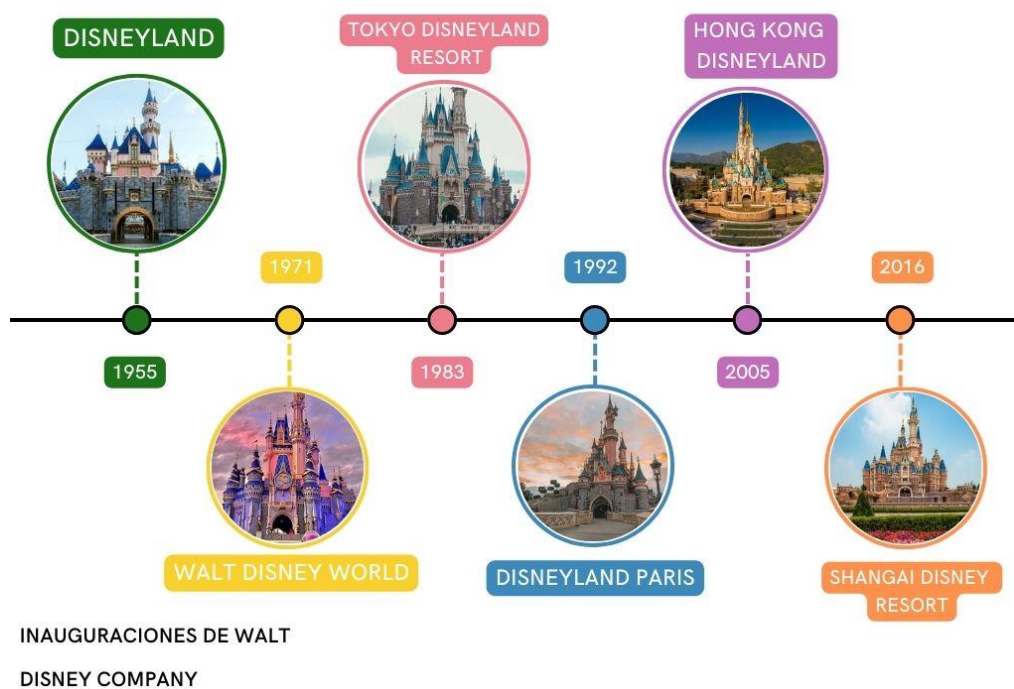 DISNEYLAND
TOKYO DISNEYLAND
RESORT
HONG KONG
DISNEYLAND
1971
1992
2016
1955
1983
2005
WALT DISNEY WORLD
DISNEYLAND PARIS
SHANGAI DISNEY
RESORT
INAUGURACIONES DE WALT
DISNEY COMPANY